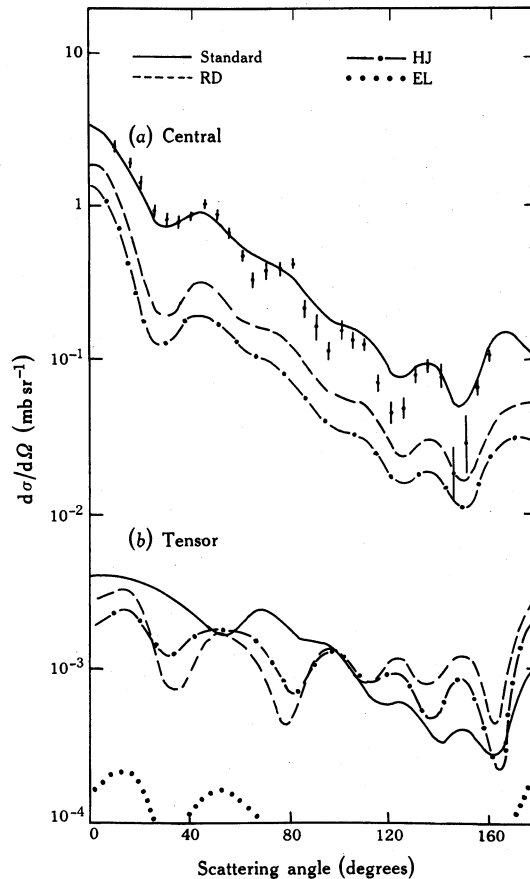 10
Standard
RD
HJ
EL
(a) Central
1
10⁻¹
10⁻²
(b) Tensor
10⁻³
10⁻⁴
0 40 80 120 160
dσ/dΩ (mb sr⁻¹)
Scattering angle (degrees)